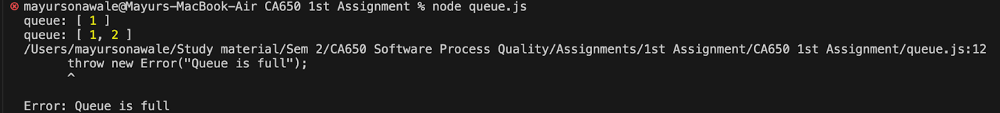 mayursonawale@Mayurs-MacBook-Air CA650 1st Assignment % node queue.js
queue: [ 1 ]
queue: [ 1, 2 ]
/Users/mayursonawale/Study material/Sem 2/CA650 Software Process Quality/Assignments/1st Assignment/CA650 1st Assignment/queue.js:12
      throw new Error("Queue is full");
      ^

Error: Queue is full